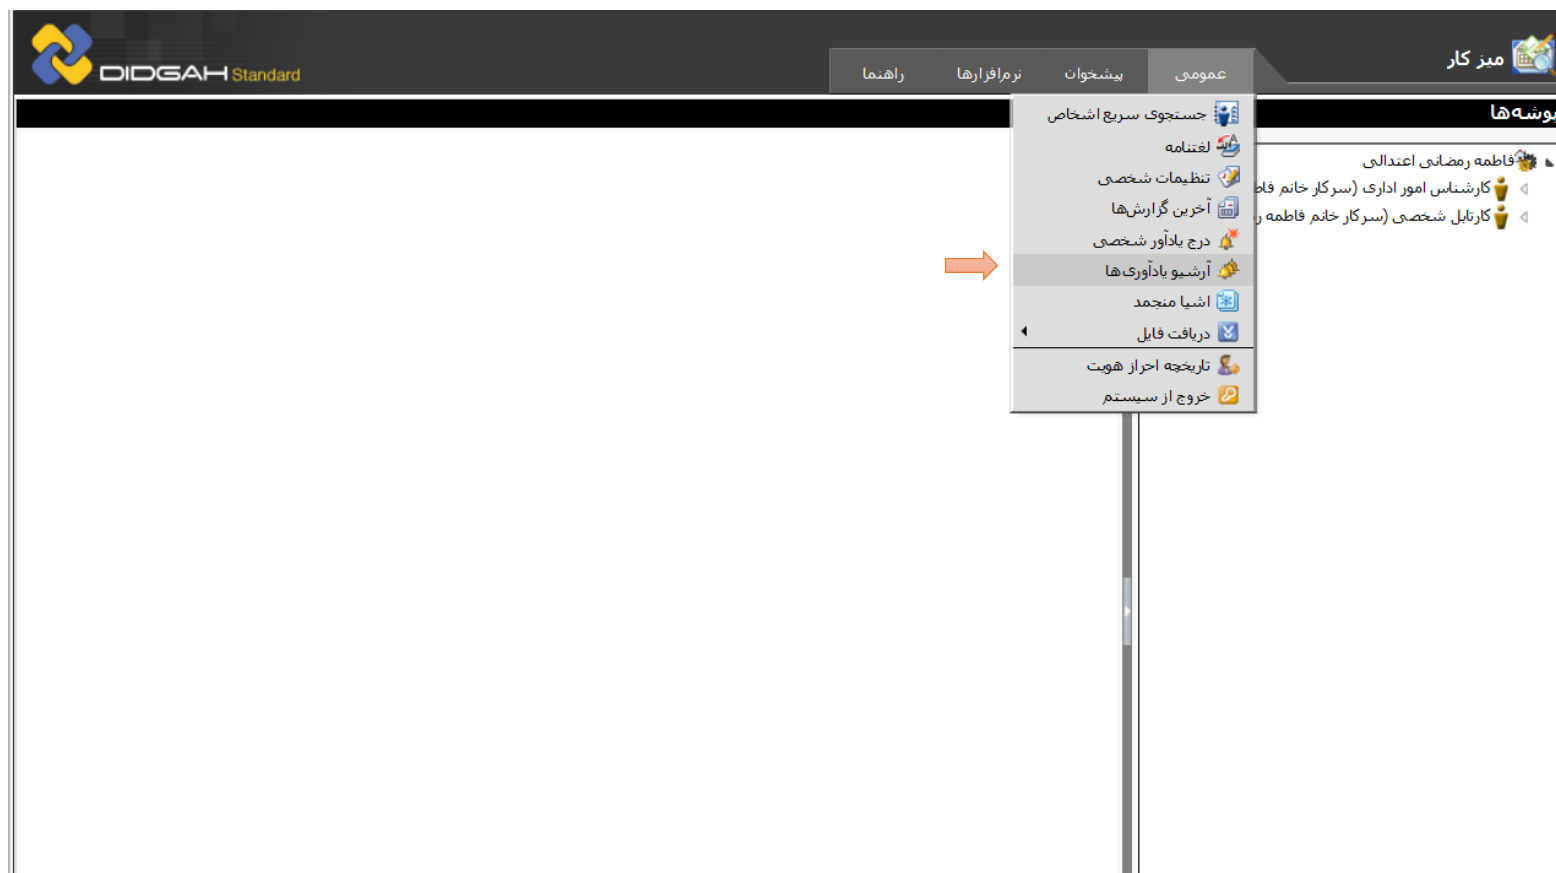 DIDGAH Standard
میز کار
عمومی
پیشخوان
نرم‌افزارها
راهنما
پوشه‌ها
جستجوی سریع اشخاص
لغتنامه
تنظیمات شخصی
آخرین گزارش‌ها
درج یادآور شخصی
آرشیو یادآوری‌ها
اشیا منجمد
دریافت فایل
تاریخچه احراز هویت
خروج از سیستم
فاطمه رمضانی اعتدالی
کارشناس امور اداری (سرکار خانم
کارتابل شخصی (سرکار خانم فاطمه